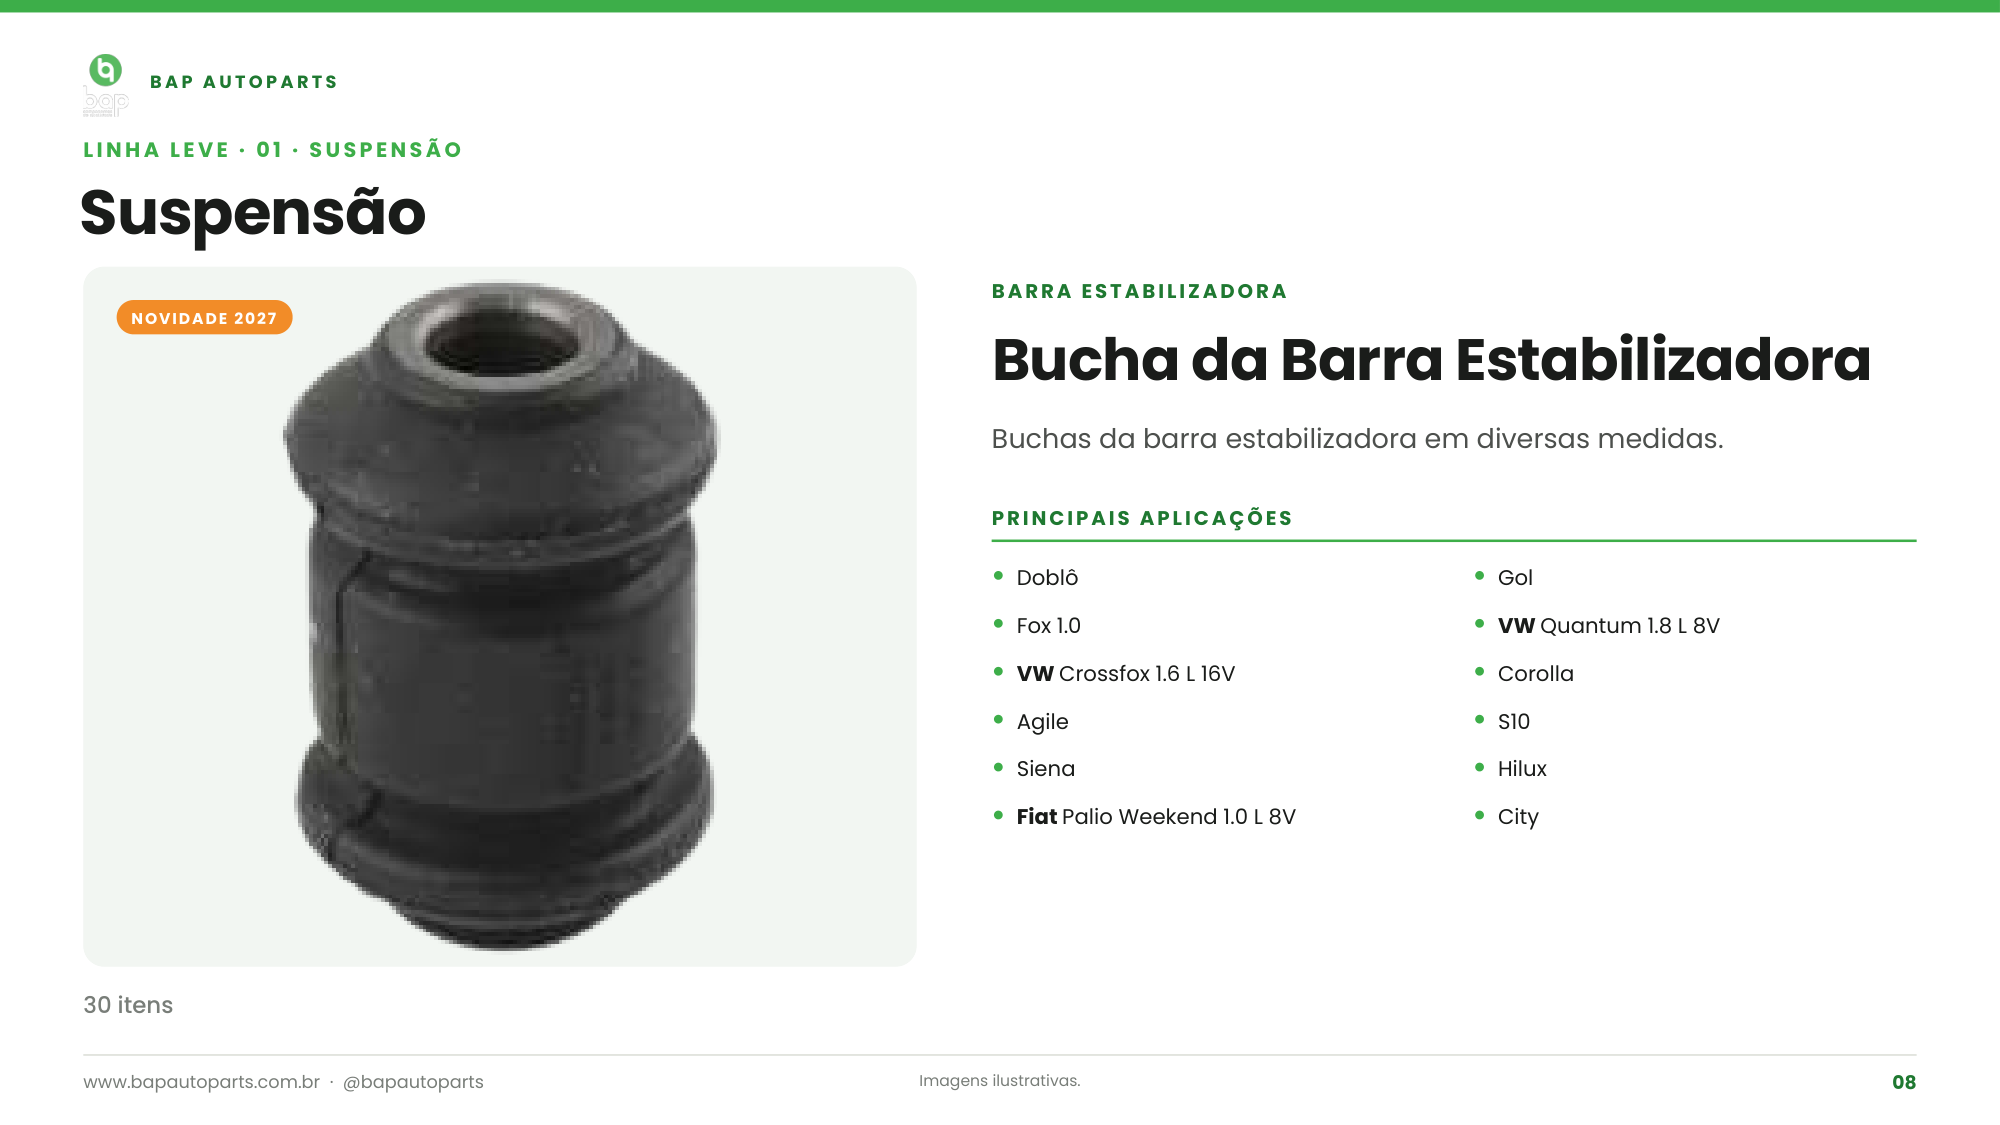 bap
BAP AUTOPARTS
LINHA LEVE · 01 · SUSPENSÃO
Suspensão
NOVIDADE 2027
BARRA ESTABILIZADORA
Bucha da Barra Estabilizadora
Buchas da barra estabilizadora em diversas medidas.
PRINCIPAIS APLICAÇÕES
• Doblô
• Fox 1.0
• VW Crossfox 1.6 L 16V
• Agile
• Siena
• Fiat Palio Weekend 1.0 L 8V
• Gol
• VW Quantum 1.8 L 8V
• Corolla
• S10
• Hilux
• City
30 itens
www.bapautoparts.com.br · @bapautoparts
Imagens ilustrativas.
08